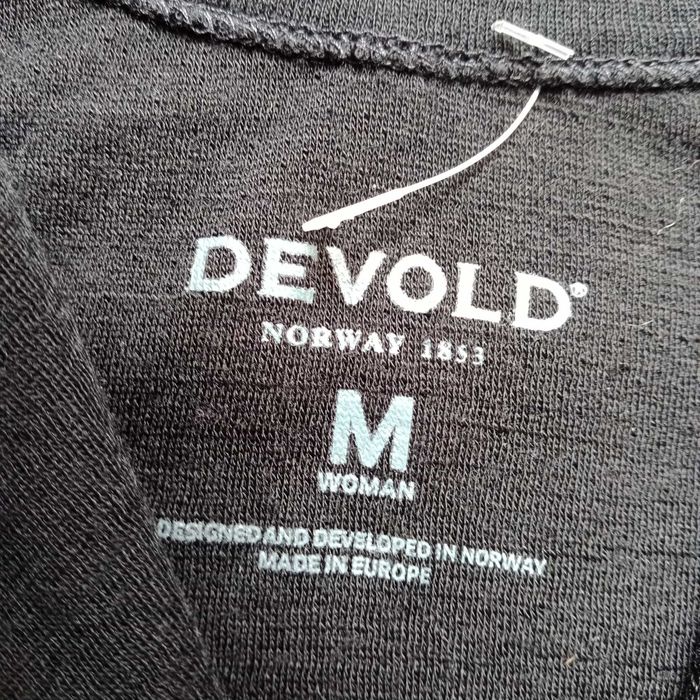 DEVOLD®
NORWAY 1853
M
WOMAN
DESIGNED AND DEVELOPED IN NORWAY
MADE IN EUROPE